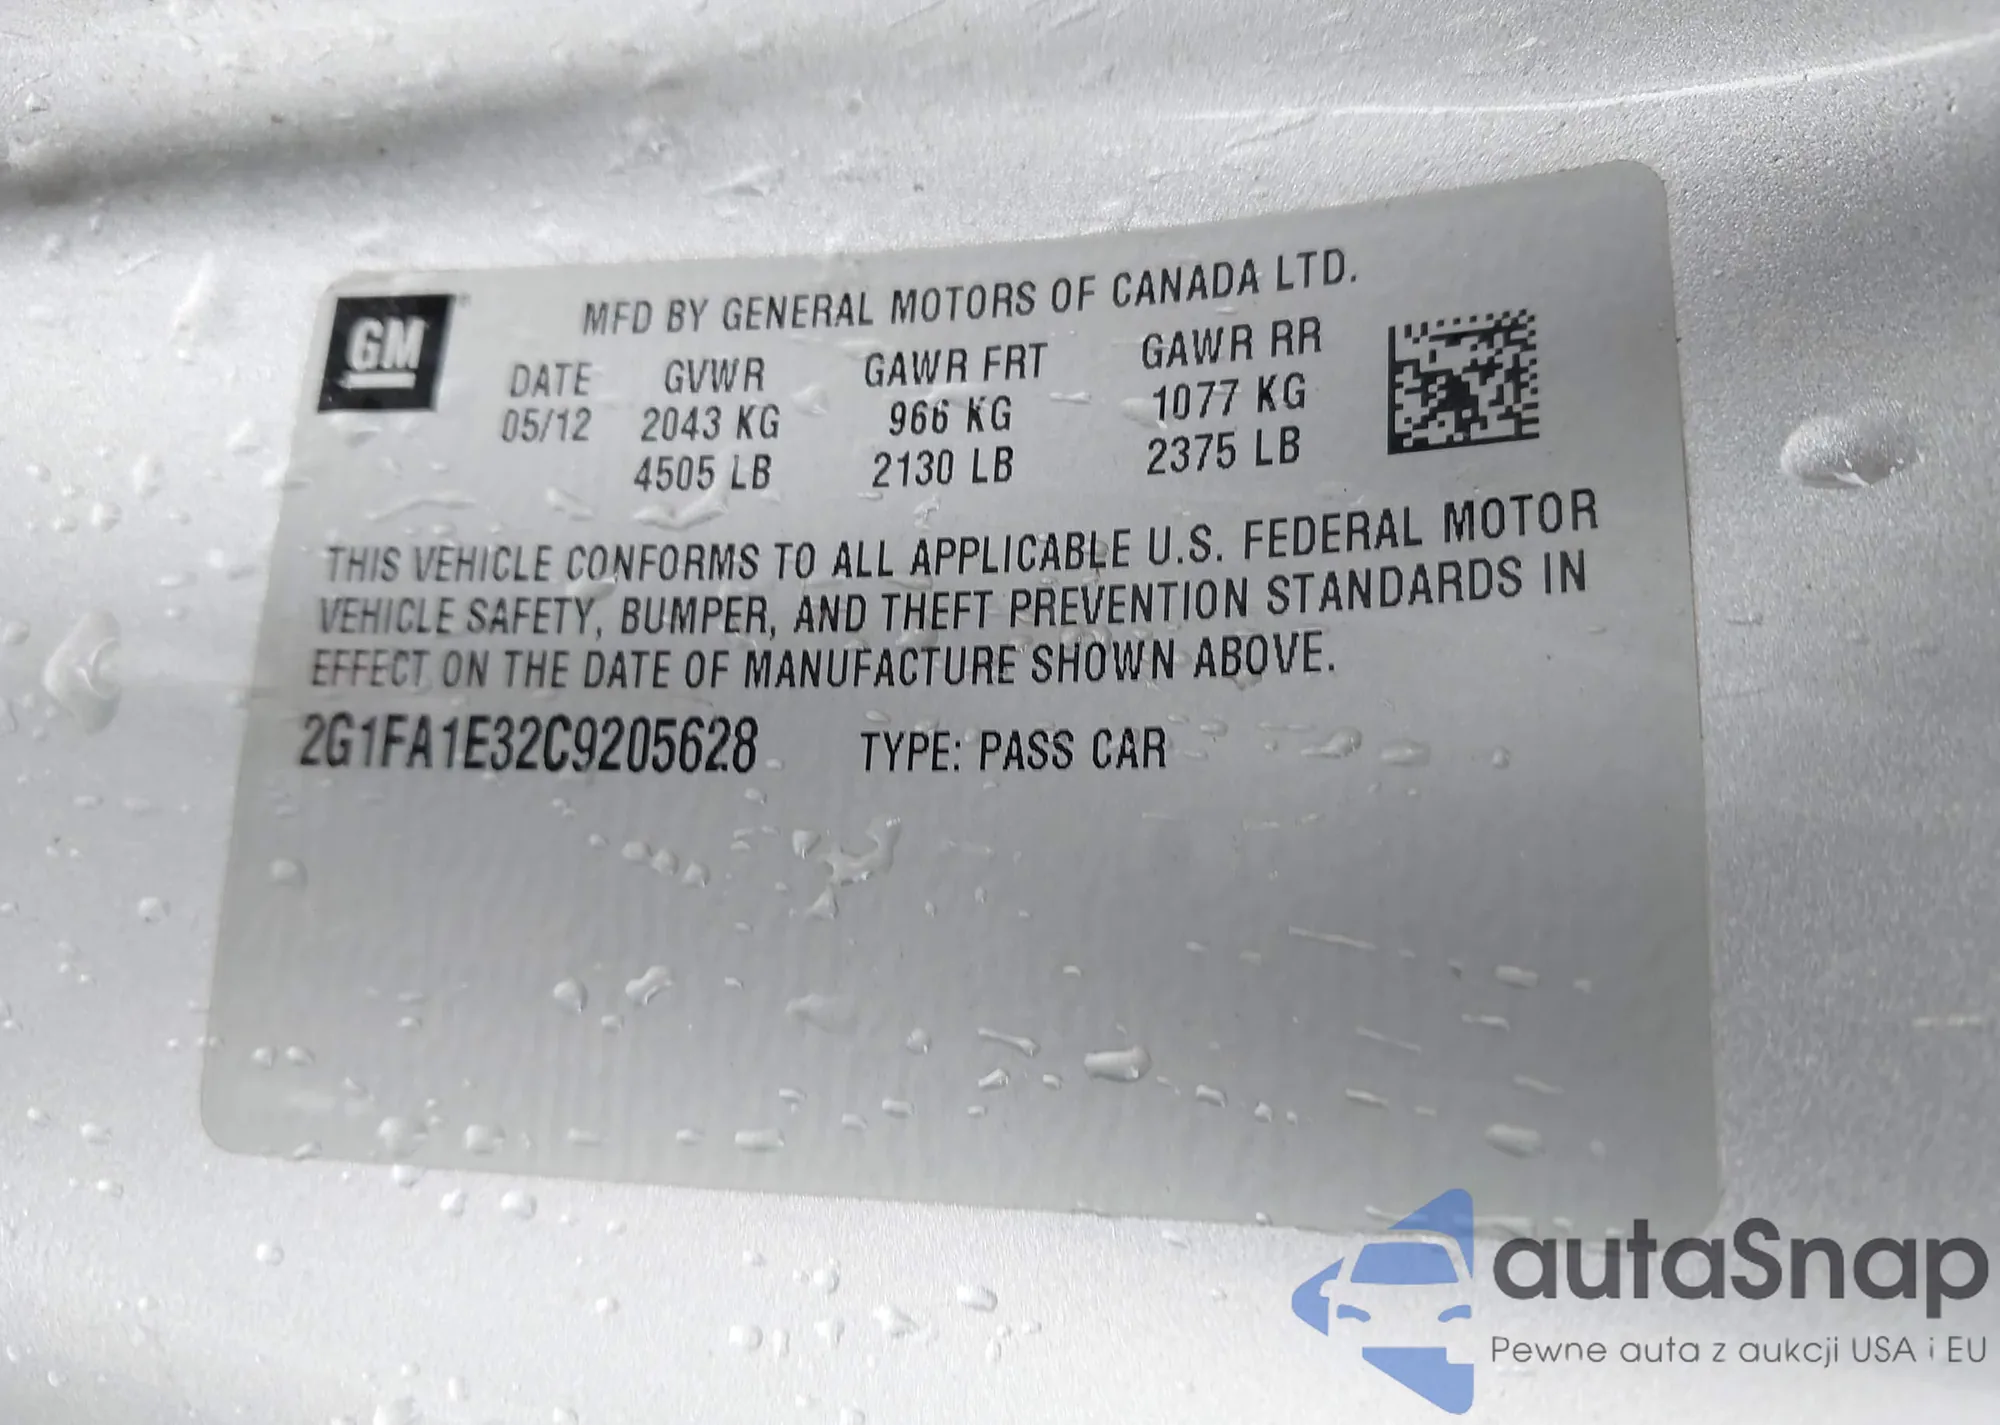 GM
MFD BY GENERAL MOTORS OF CANADA LTD.
DATE GVWR GAWR FRT GAWR RR
05/12 2043 KG 966 KG 1077 KG
4505 LB 2130 LB 2375 LB
THIS VEHICLE CONFORMS TO ALL APPLICABLE U.S. FEDERAL MOTOR
VEHICLE SAFETY, BUMPER, AND THEFT PREVENTION STANDARDS IN
EFFECT ON THE DATE OF MANUFACTURE SHOWN ABOVE.
2G1FA1E32C9205628 TYPE: PASS CAR
autaSnap
Pewne auta z aukcji USA i EU